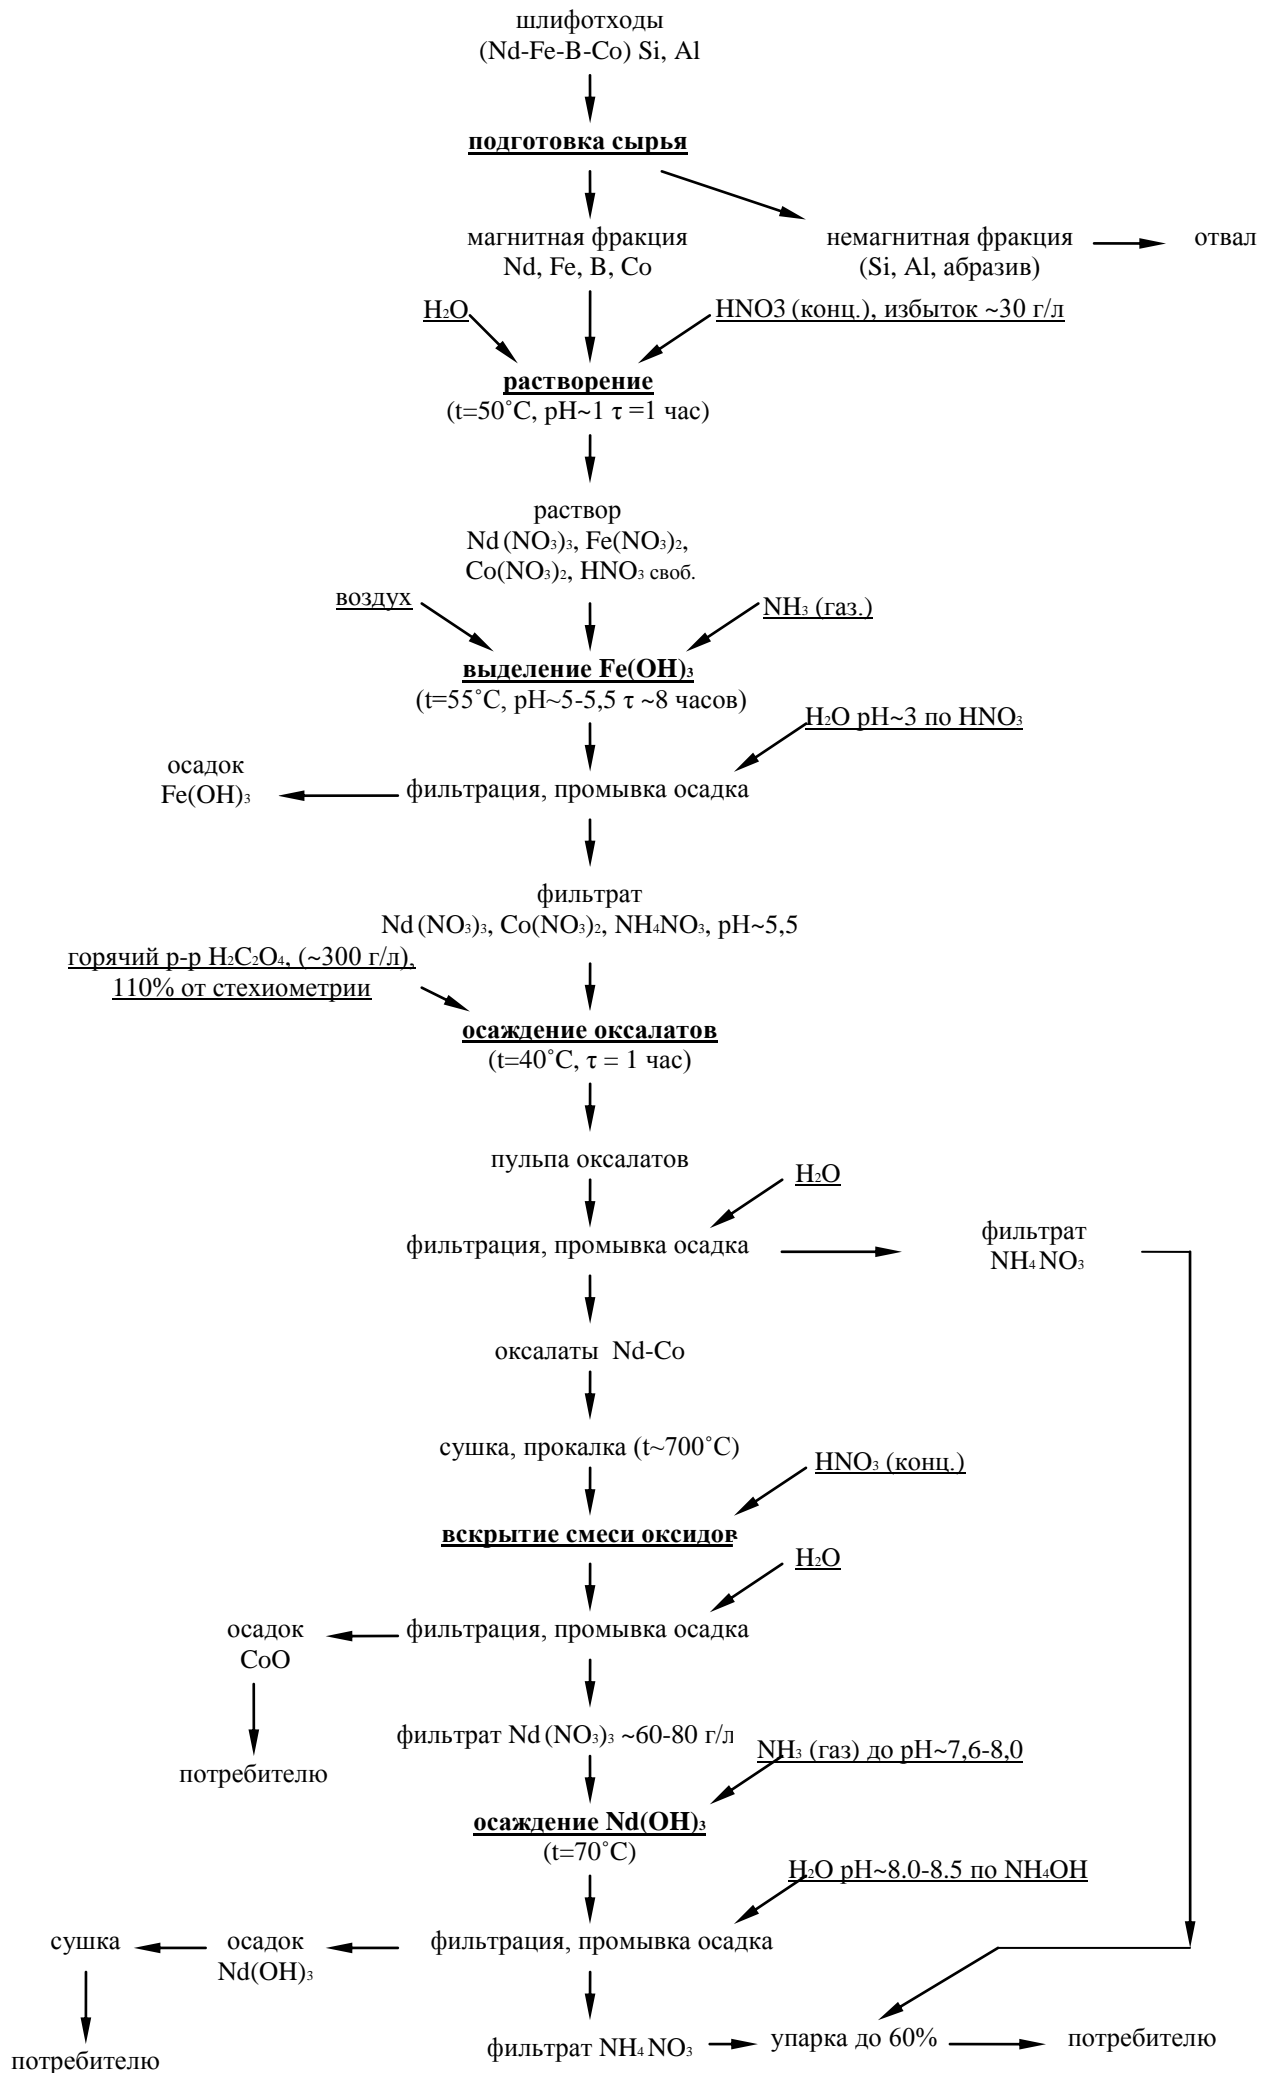 шлифотходы
(Nd-Fe-B-Co) Si, Al
подготовка сырья
магнитная фракция
Nd, Fe, B, Co
немагнитная фракция
(Si, Al, абразив)
отвал
H₂O
HNO3 (конц.), избыток ~30 г/л
растворение
(t=50˚C, pH~1 τ =1 час)
раствор
Nd(NO₃)₃, Fe(NO₃)₂,
Co(NO₃)₂, HNO₃ своб.
воздух
NH₃ (газ.)
выделение Fe(OH)₃
(t=55˚C, pH~5-5,5 τ ~8 часов)
H₂O pH~3 по HNO₃
осадок
Fe(OH)₃
фильтрация, промывка осадка
фильтрат
Nd(NO₃)₃, Co(NO₃)₂, NH₄NO₃, pH~5,5
горячий р-р H₂C₂O₄, (~300 г/л),
110% от стехиометрии
осаждение оксалатов
(t=40˚C, τ = 1 час)
пульпа оксалатов
H₂O
фильтрация, промывка осадка
фильтрат
NH₄NO₃
оксалаты Nd-Co
сушка, прокалка (t~700˚C)
HNO₃ (конц.)
вскрытие смеси оксидов
H₂O
осадок
CoO
фильтрация, промывка осадка
фильтрат Nd(NO₃)₃ ~60-80 г/л
потребителю
NH₃ (газ) до pH~7,6-8,0
осаждение Nd(OH)₃
(t=70˚C)
H₂O pH~8.0-8.5 по NH₄OH
сушка
осадок
Nd(OH)₃
фильтрация, промывка осадка
потребителю
фильтрат NH₄NO₃
упарка до 60%
потребителю